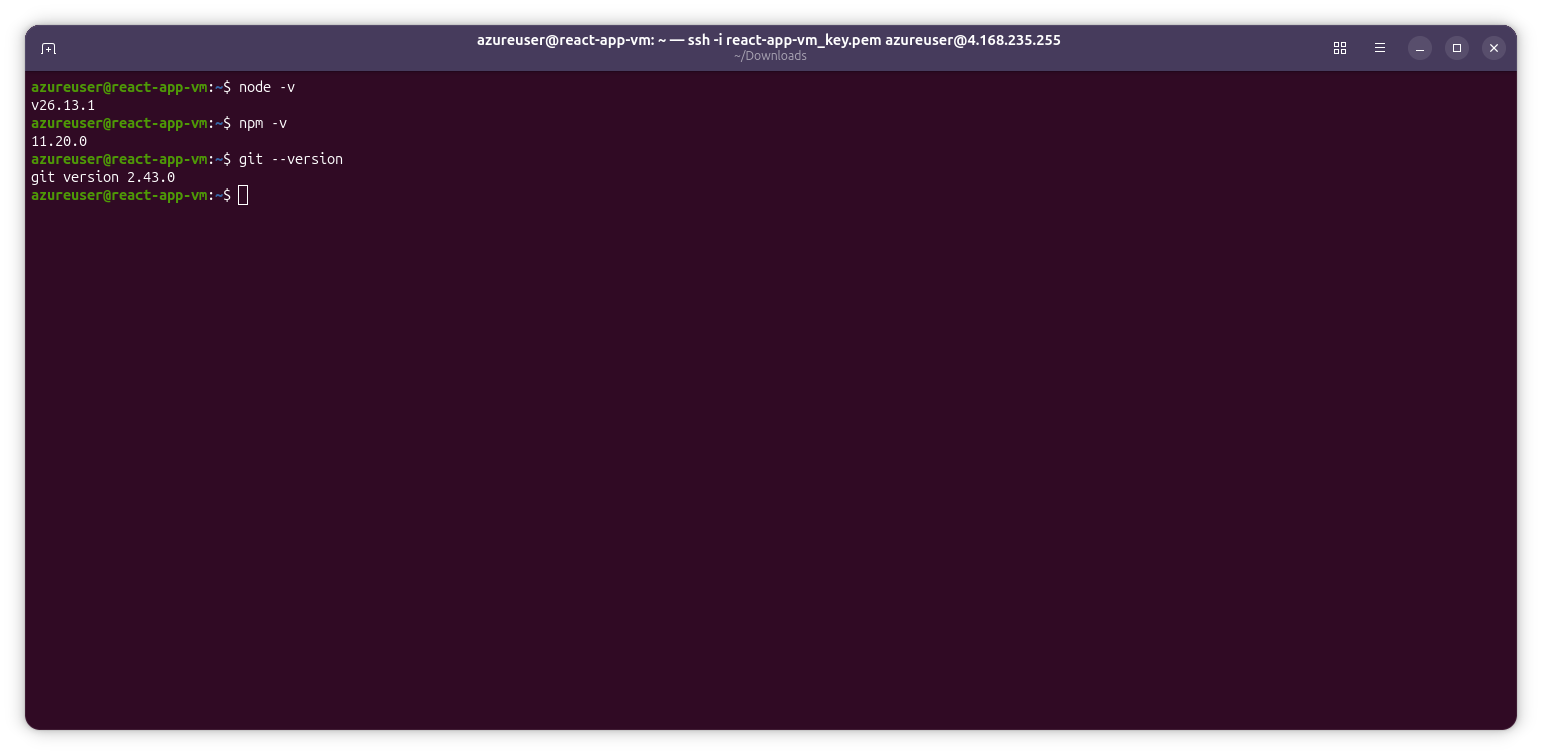 azureuser@react-app-vm: ~ — ssh -i react-app-vm_key.pem azureuser@4.168.235.255
~/Downloads
azureuser@react-app-vm:~$ node -v
v26.13.1
azureuser@react-app-vm:~$ npm -v
11.20.0
azureuser@react-app-vm:~$ git --version
git version 2.43.0
azureuser@react-app-vm:~$